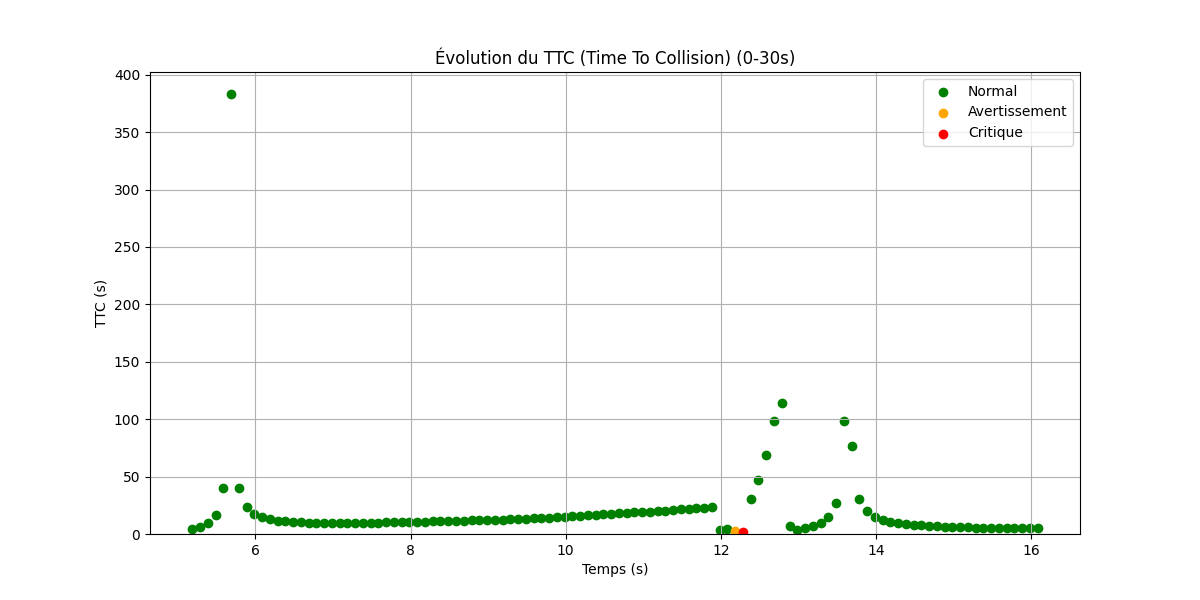 Évolution du TTC (Time To Collision) (0-30s)
400
350
300
250
200
150
100
50
0
TTC (s)
Normal
Avertissement
Critique
6
8
10
12
14
16
Temps (s)